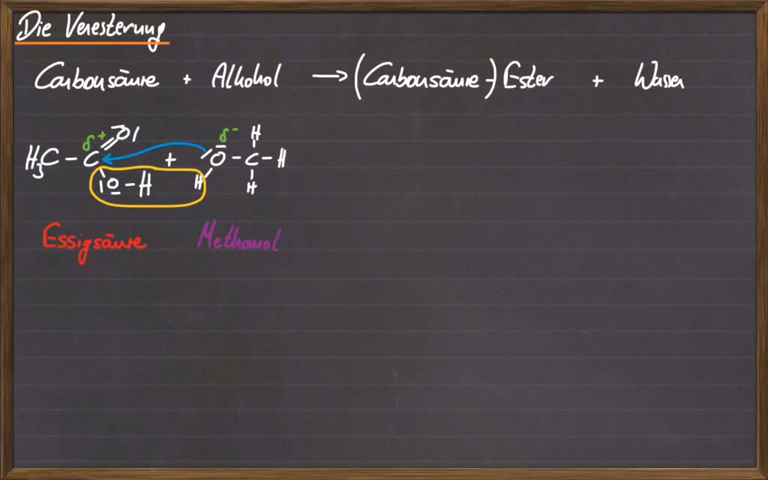 Die Veresterung
Carbonsäure + Alkohol → (Carbonsäure-) Ester + Wasser
H
δ+ O δ-
H₃C - C + O - C - H
O - H H H
Essigsäure Methanol